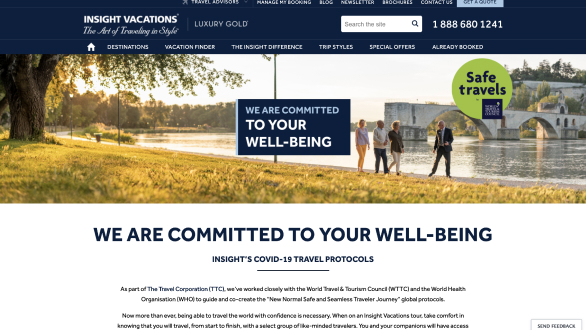 TRAVEL ADVISORS MANAGE MY BOOKING BLOG NEWSLETTER BROCHURES CONTACT US GET A QUOTE
INSIGHT VACATIONS
The Art of Traveling in Style
LUXURY GOLD
Search the site
1 888 680 1241
DESTINATIONS VACATION FINDER THE INSIGHT DIFFERENCE TRIP STYLES SPECIAL OFFERS ALREADY BOOKED
Safe
travels
WE ARE COMMITTED
TO YOUR
WELL-BEING
WE ARE COMMITTED TO YOUR WELL-BEING
INSIGHT'S COVID-19 TRAVEL PROTOCOLS
As part of The Travel Corporation (TTC), we've worked closely with the World Travel & Tourism Council (WTTC) and the World Health
Organisation (WHO) to guide and co-create the "New Normal Safe and Seamless Traveler Journey" global protocols.
Now more than ever, being able to travel the world with confidence is necessary. When on an Insight Vacations tour, take comfort in
knowing that you will travel, from start to finish, with a select group of like-minded travelers. You and your companions will have access
SEND FEEDBACK